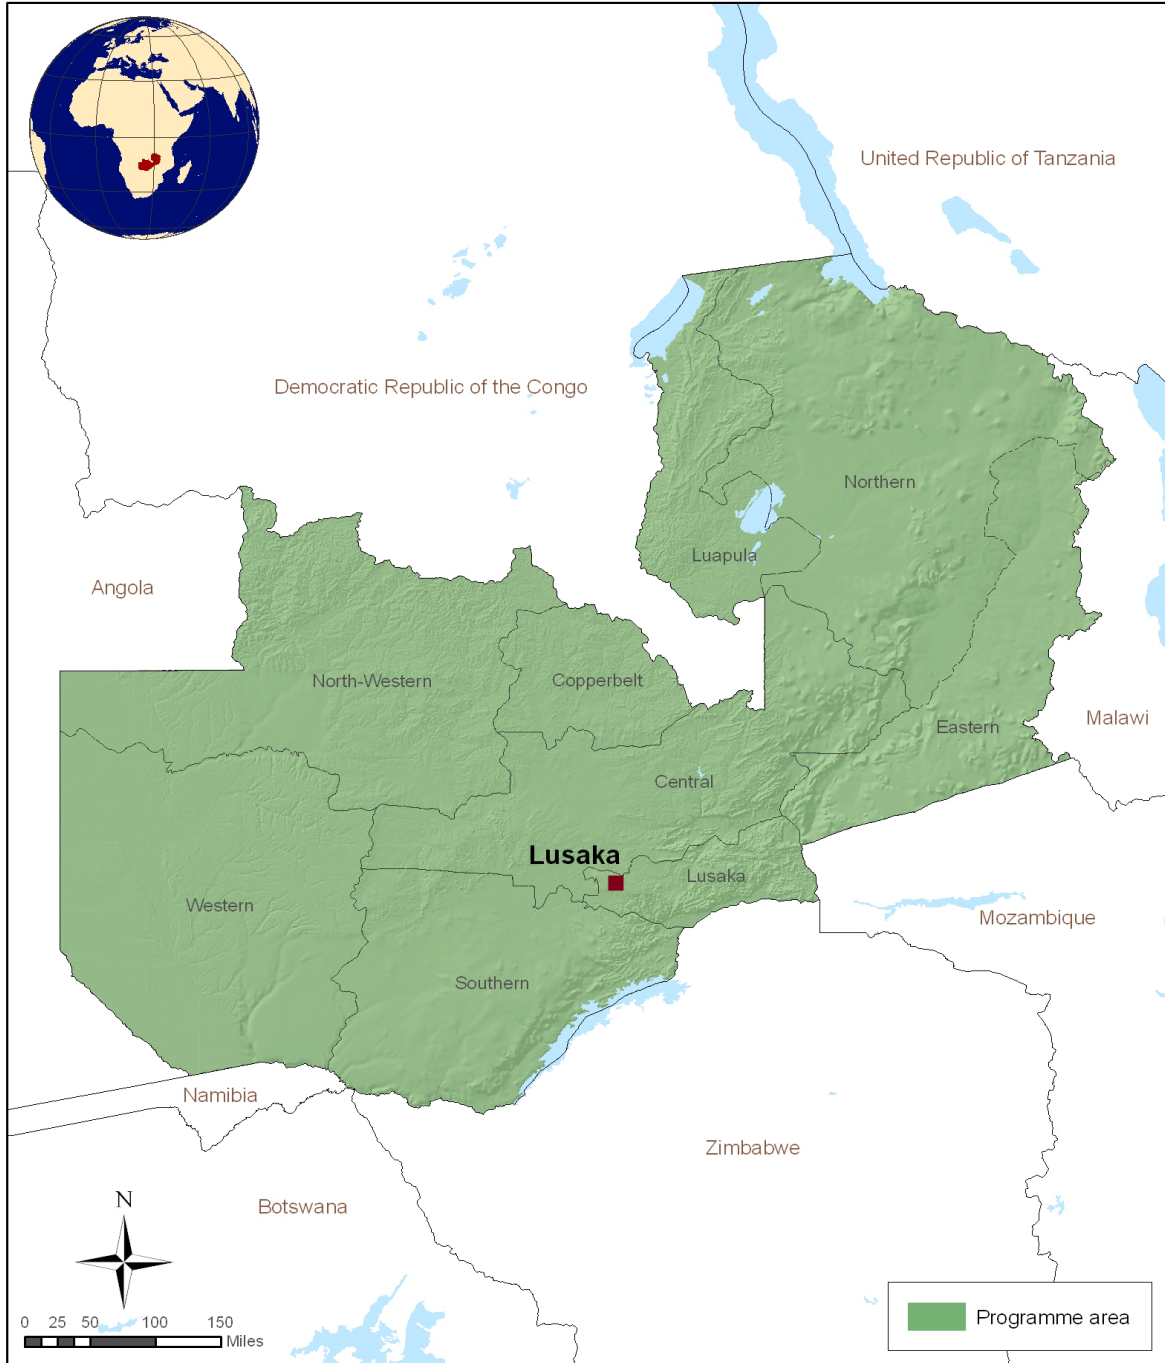 United Republic of Tanzania
Democratic Republic of the Congo
Northern
Luapula
Angola
North-Western
Copperbelt
Malawi
Eastern
Central
Lusaka
Lusaka
Western
Mozambique
Southern
Namibia
Zimbabwe
Botswana
N
0 25 50 100 150
Miles
Programme area